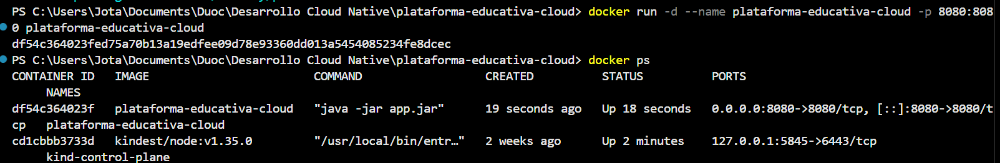 PS C:\Users\Jota\Documents\Duoc\Desarrollo Cloud Native\plataforma-educativa-cloud> docker run -d --name plataforma-educativa-cloud -p 8080:808
0 plataforma-educativa-cloud
df54c364023fed75a70b13a19edfee09d78e93360dd013a5454085234fe8dcec
PS C:\Users\Jota\Documents\Duoc\Desarrollo Cloud Native\plataforma-educativa-cloud> docker ps
CONTAINER ID   IMAGE                        COMMAND                  CREATED          STATUS          PORTS
     NAMES
df54c364023f   plataforma-educativa-cloud   "java -jar app.jar"      19 seconds ago   Up 18 seconds   0.0.0.0:8080->8080/tcp, [::]:8080->8080/t
cp   plataforma-educativa-cloud
cd1cbbb3733d   kindest/node:v1.35.0         "/usr/local/bin/entr…"   2 weeks ago      Up 2 minutes    127.0.0.1:5845->6443/tcp
     kind-control-plane